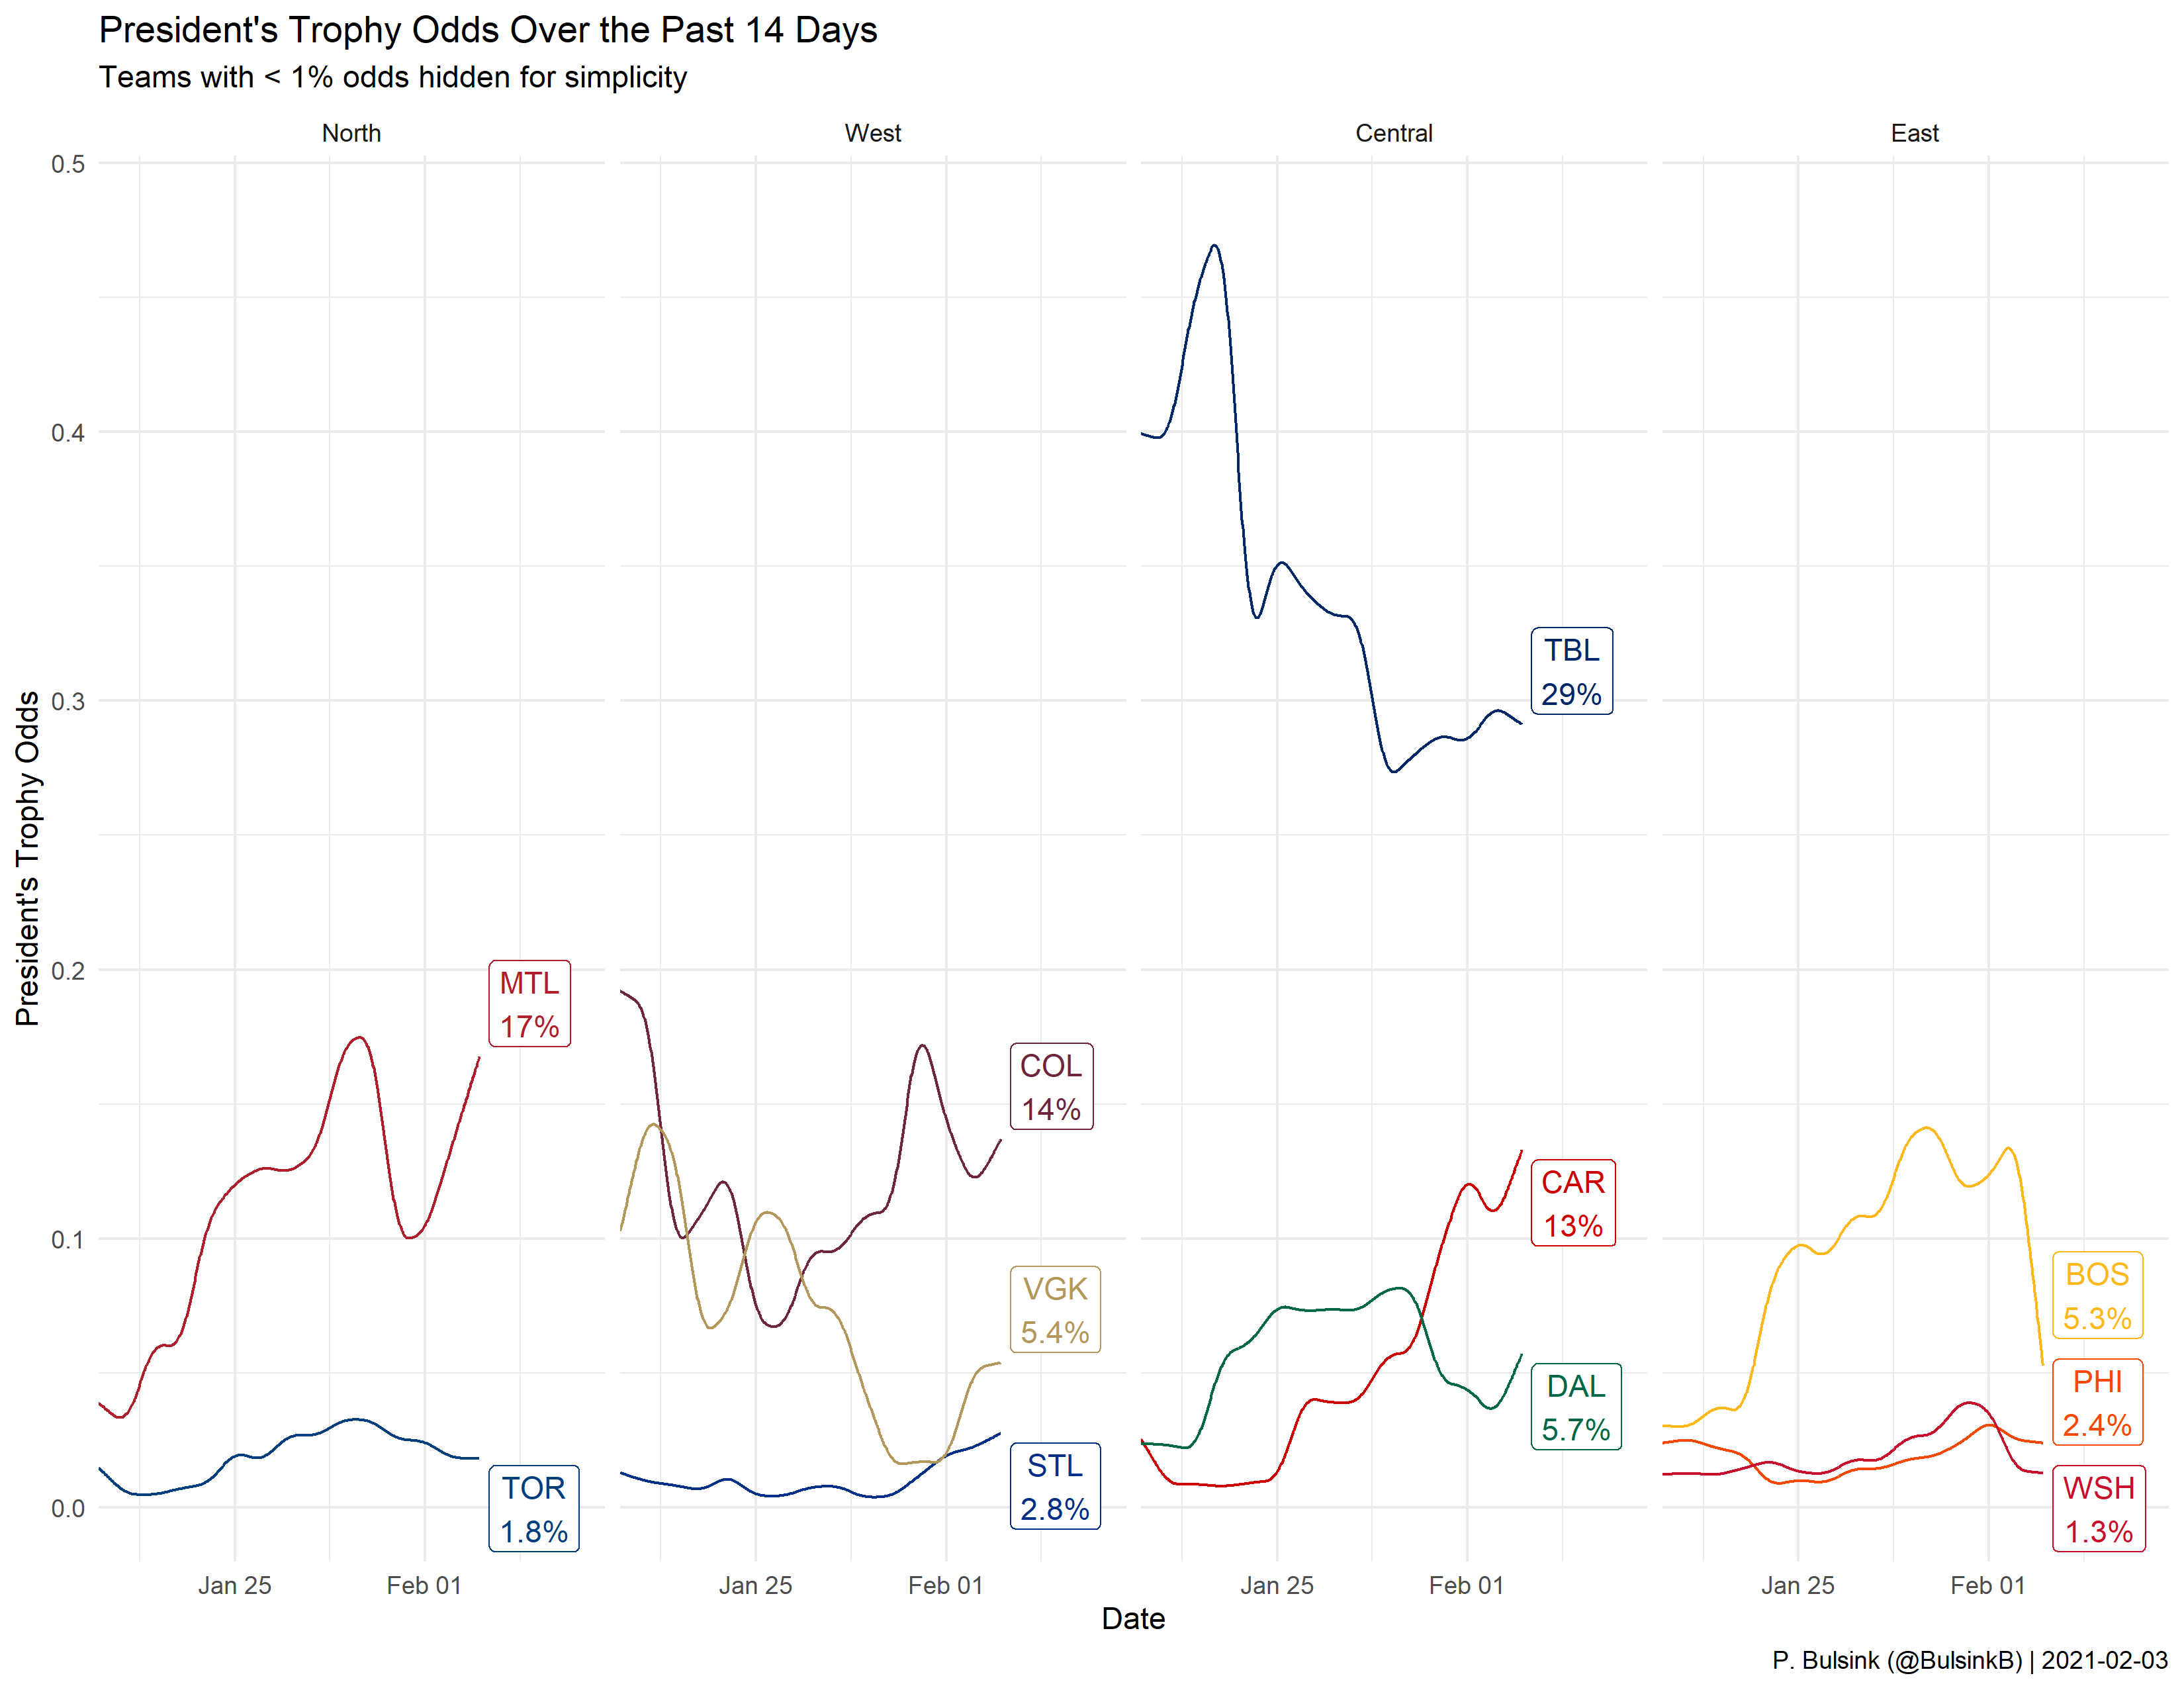 President's Trophy Odds Over the Past 14 Days
Teams with < 1% odds hidden for simplicity
North
West
Central
East
President's Trophy Odds
0.5
0.4
0.3
0.2
0.1
0.0
MTL
17%
TOR
1.8%
COL
14%
VGK
5.4%
STL
2.8%
TBL
29%
CAR
13%
DAL
5.7%
BOS
5.3%
PHI
2.4%
WSH
1.3%
Jan 25
Feb 01
Jan 25
Feb 01
Jan 25
Feb 01
Jan 25
Feb 01
Date
P. Bulsink (@BulsinkB) | 2021-02-03